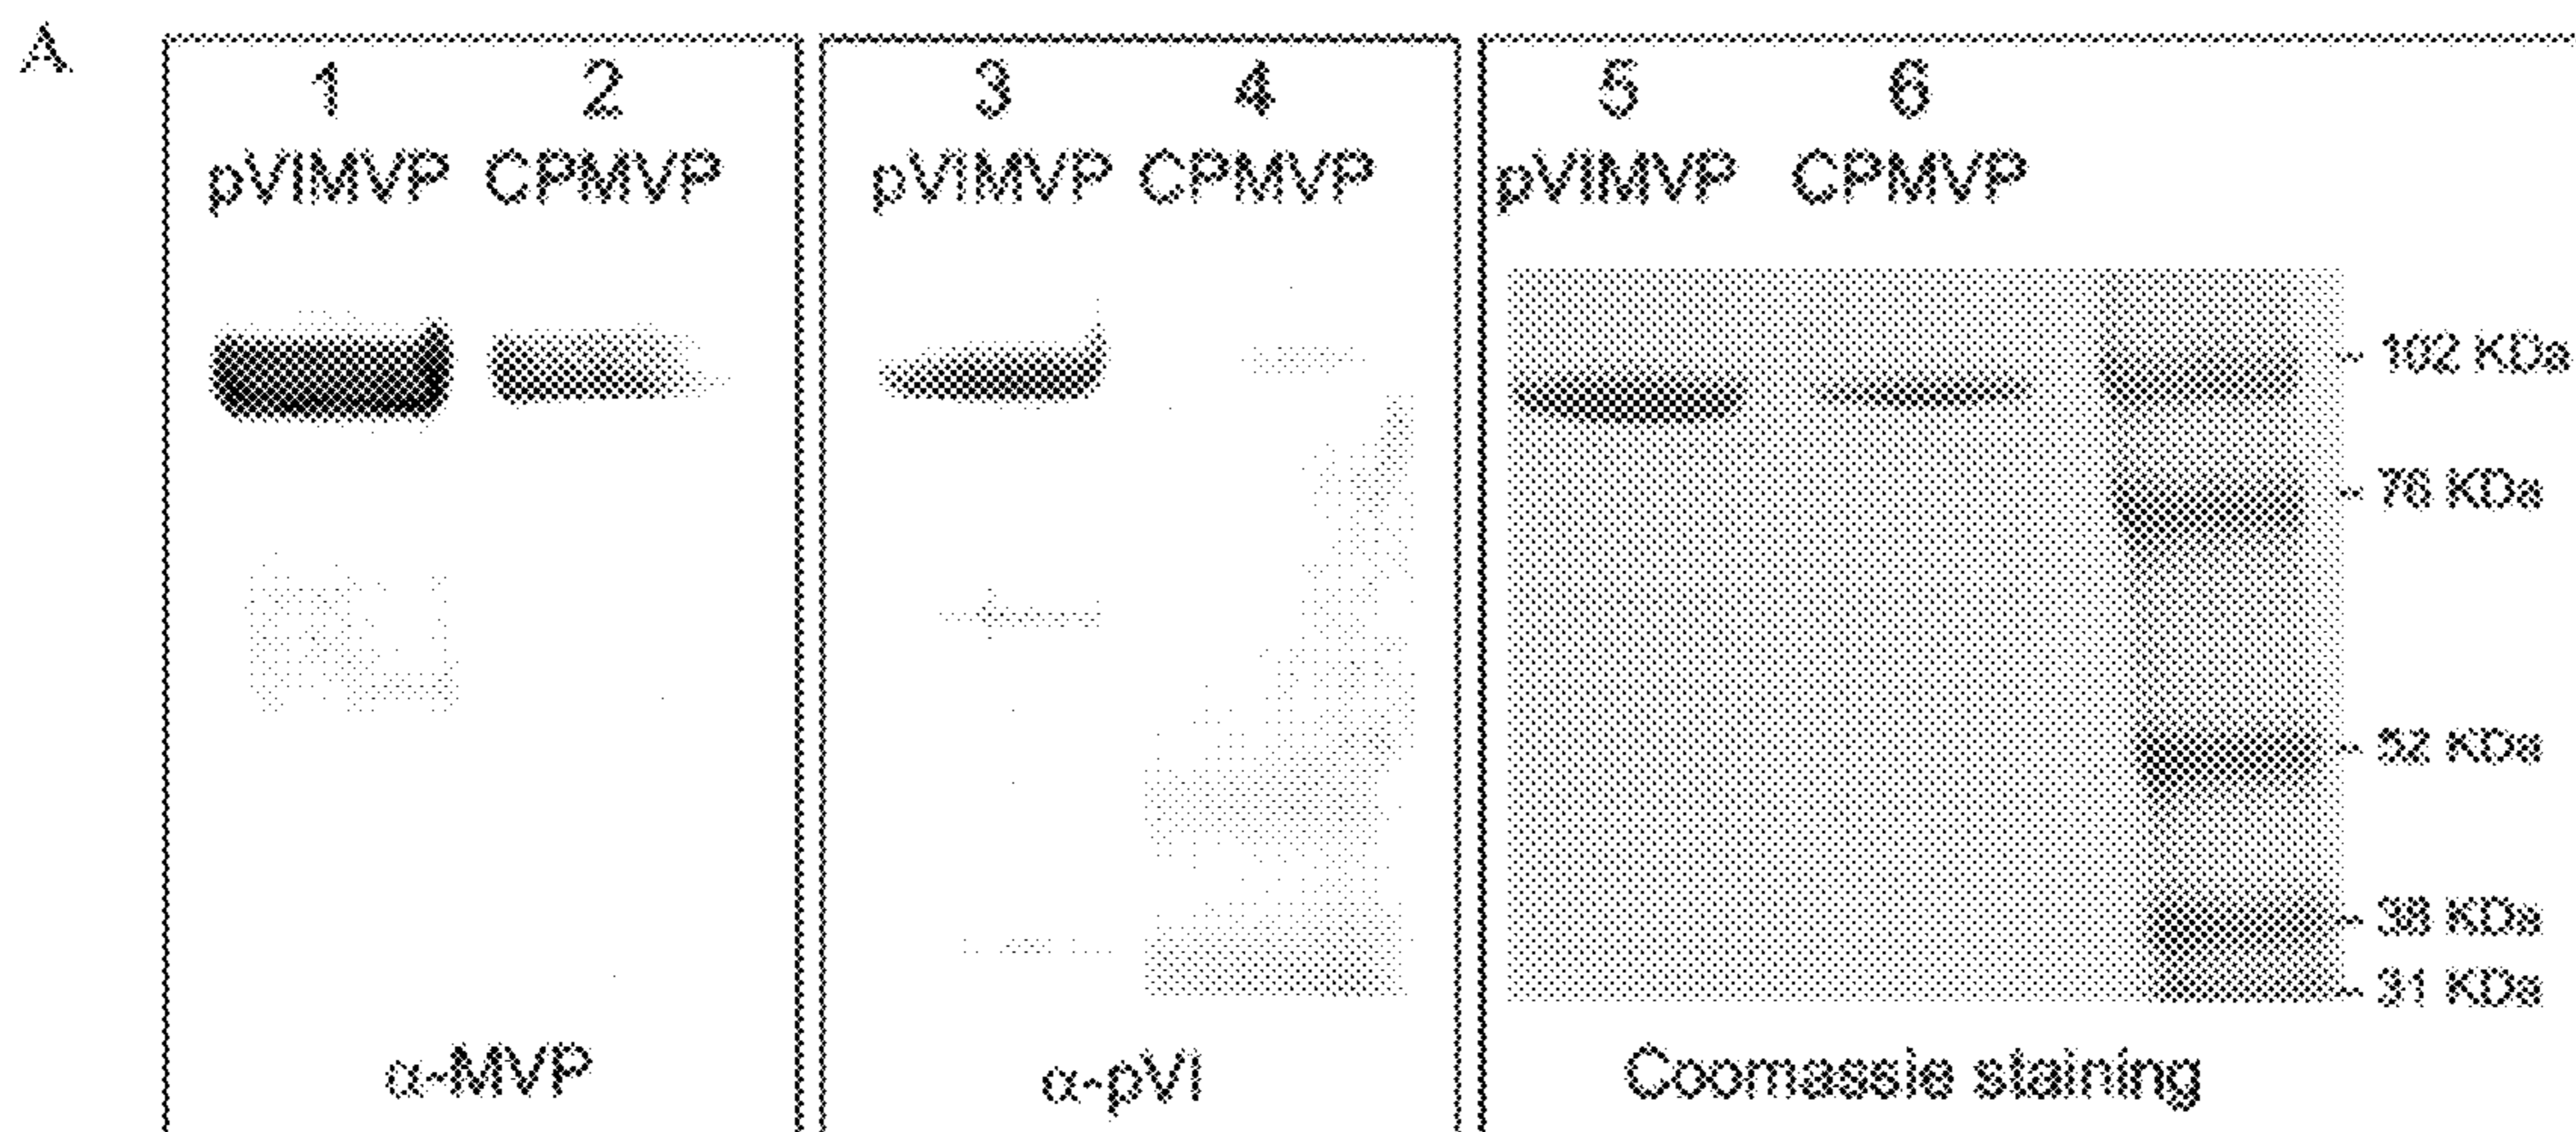 A
1 2 3 4 5 6
pVIMVP CPMVP pVIMVP CPMVP pVIMVP CPMVP
102 KDa
76 KDa
52 KDa
38 KDa
31 KDa
α-MVP α-pVI Coomassie staining